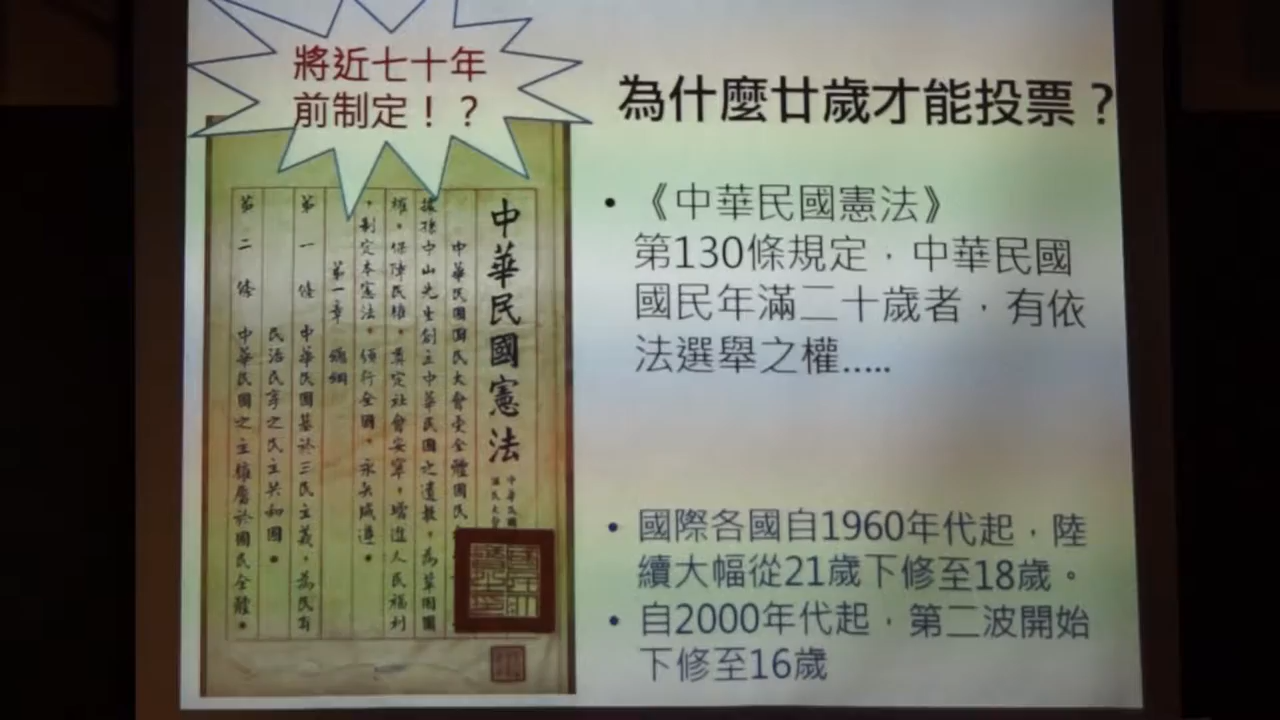 將近七十年
前制定！？
為什麼廿歲才能投票？
•《中華民國憲法》
第130條規定，中華民國
國民年滿二十歲者，有依
法選舉之權.....
• 國際各國自1960年代起，陸
續大幅從21歲下修至18歲。
• 自2000年代起，第二波開始
下修至16歲
中華民國憲法
中華民國國民大會受全體國民
據孫中山先生創立中華民國之遺教，為鞏固國
權，保障民權，奠定社會安寧，增進人民福利
，制定本憲法，頒行全國，永矢咸遵。
第一章　總綱
第一條　中華民國基於三民主義，為民有
民治民享之民主共和國。
第二條　中華民國之主權屬於國民全體。